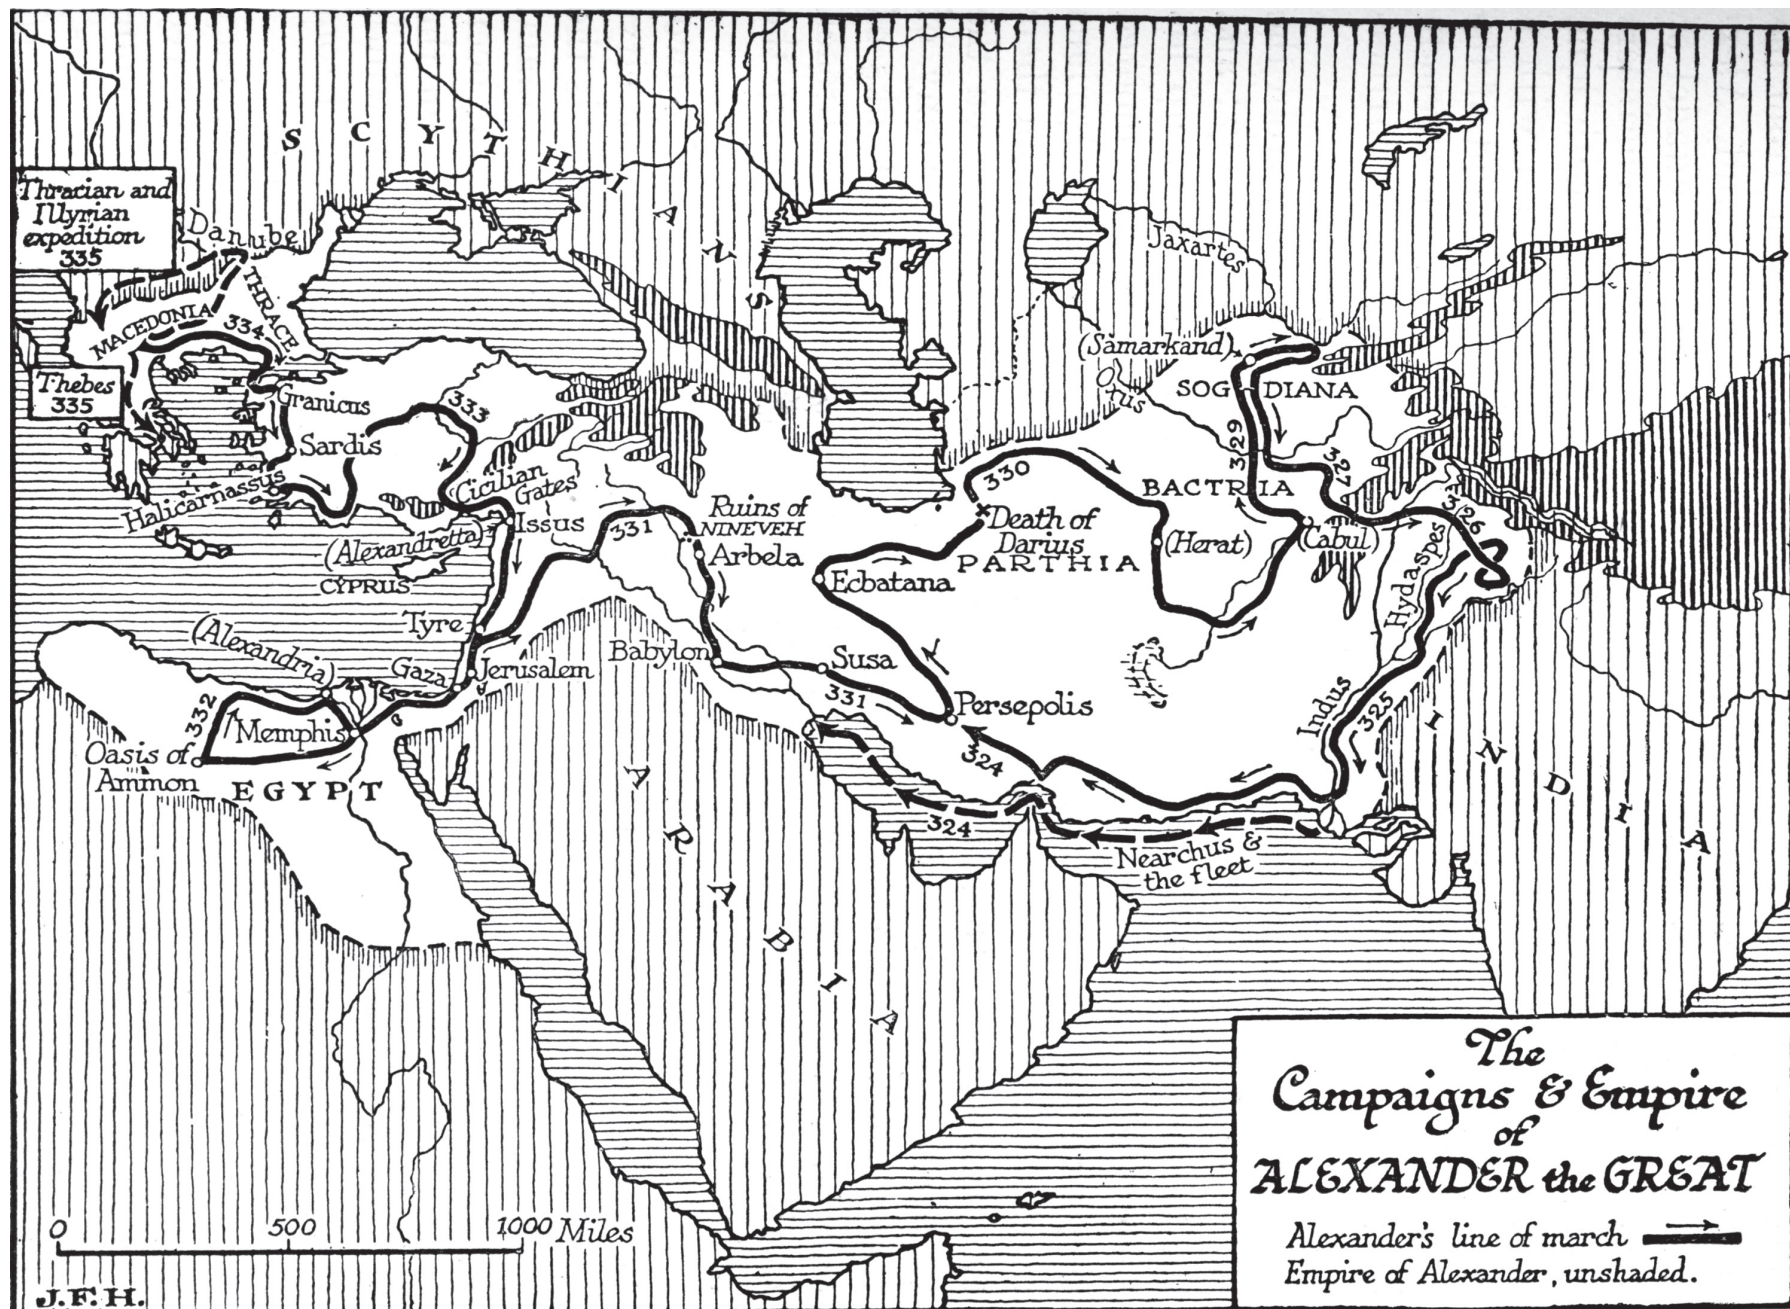 SCYTHIANS
Thracian and
Illyrian
expedition
335
Danube
THRACE
MACEDONIA
334
Thebes
335
Granicus
Sardis
Halicarnassus
333
Cicilian
Gates
Issus
(Alexandretta)
CYPRUS
Tyre
(Alexandria)
Gaza
Jerusalem
332
Memphis
Oasis of
Ammon
EGYPT
331
Ruins of
NINEVEH
Arbela
Babylon
Susa
331
Ecbatana
Persepolis
330
Death of
Darius
PARTHIA
(Herat)
Jaxartes
(Samarkand)
Oxus
SOGDIANA
329
BACTRIA
327
(Cabul)
326
Hydaspes
Indus
325
INDIA
324
324
Nearchus &
the fleet
ARABIA
The
Campaigns & Empire
of
ALEXANDER the GREAT
Alexander's line of march
Empire of Alexander, unshaded.
0 500 1000 Miles
J.F.H.